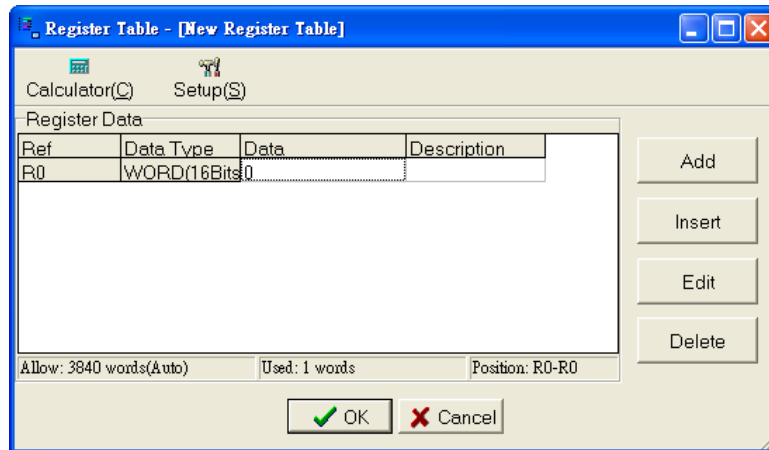 Register Table - [New Register Table]
Calculator(C) Setup(S)
Register Data
Ref Data Type Data Description
R0 WORD(16Bits 0
Add
Insert
Edit
Delete
Allow: 3840 words(Auto) Used: 1 words Position: R0-R0
OK Cancel